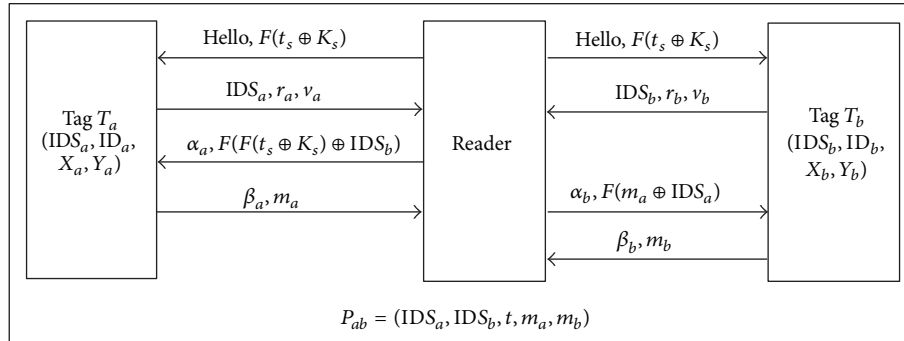 Hello, F(t_s ⊕ K_s)
Hello, F(t_s ⊕ K_s)
IDS_a, r_a, ν_a
IDS_b, r_b, ν_b
Tag T_a
(IDS_a, ID_a,
X_a, Y_a)
α_a, F(F(t_s ⊕ K_s) ⊕ IDS_b)
Reader
Tag T_b
(IDS_b, ID_b,
X_b, Y_b)
β_a, m_a
α_b, F(m_a ⊕ IDS_a)
β_b, m_b
P_ab = (IDS_a, IDS_b, t, m_a, m_b)